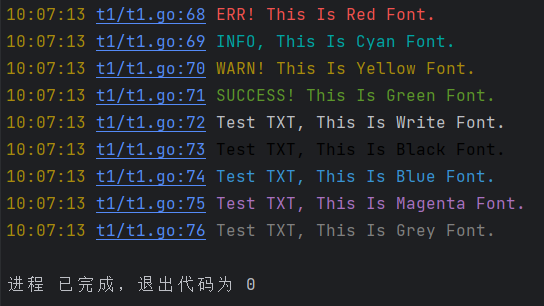 10:07:13 t1/t1.go:68 ERR! This Is Red Font.
10:07:13 t1/t1.go:69 INFO, This Is Cyan Font.
10:07:13 t1/t1.go:70 WARN! This Is Yellow Font.
10:07:13 t1/t1.go:71 SUCCESS! This Is Green Font.
10:07:13 t1/t1.go:72 Test TXT, This Is Write Font.
10:07:13 t1/t1.go:73 Test TXT, This Is Black Font.
10:07:13 t1/t1.go:74 Test TXT, This Is Blue Font.
10:07:13 t1/t1.go:75 Test TXT, This Is Magenta Font.
10:07:13 t1/t1.go:76 Test TXT, This Is Grey Font.
进程 已完成，退出代码为 0